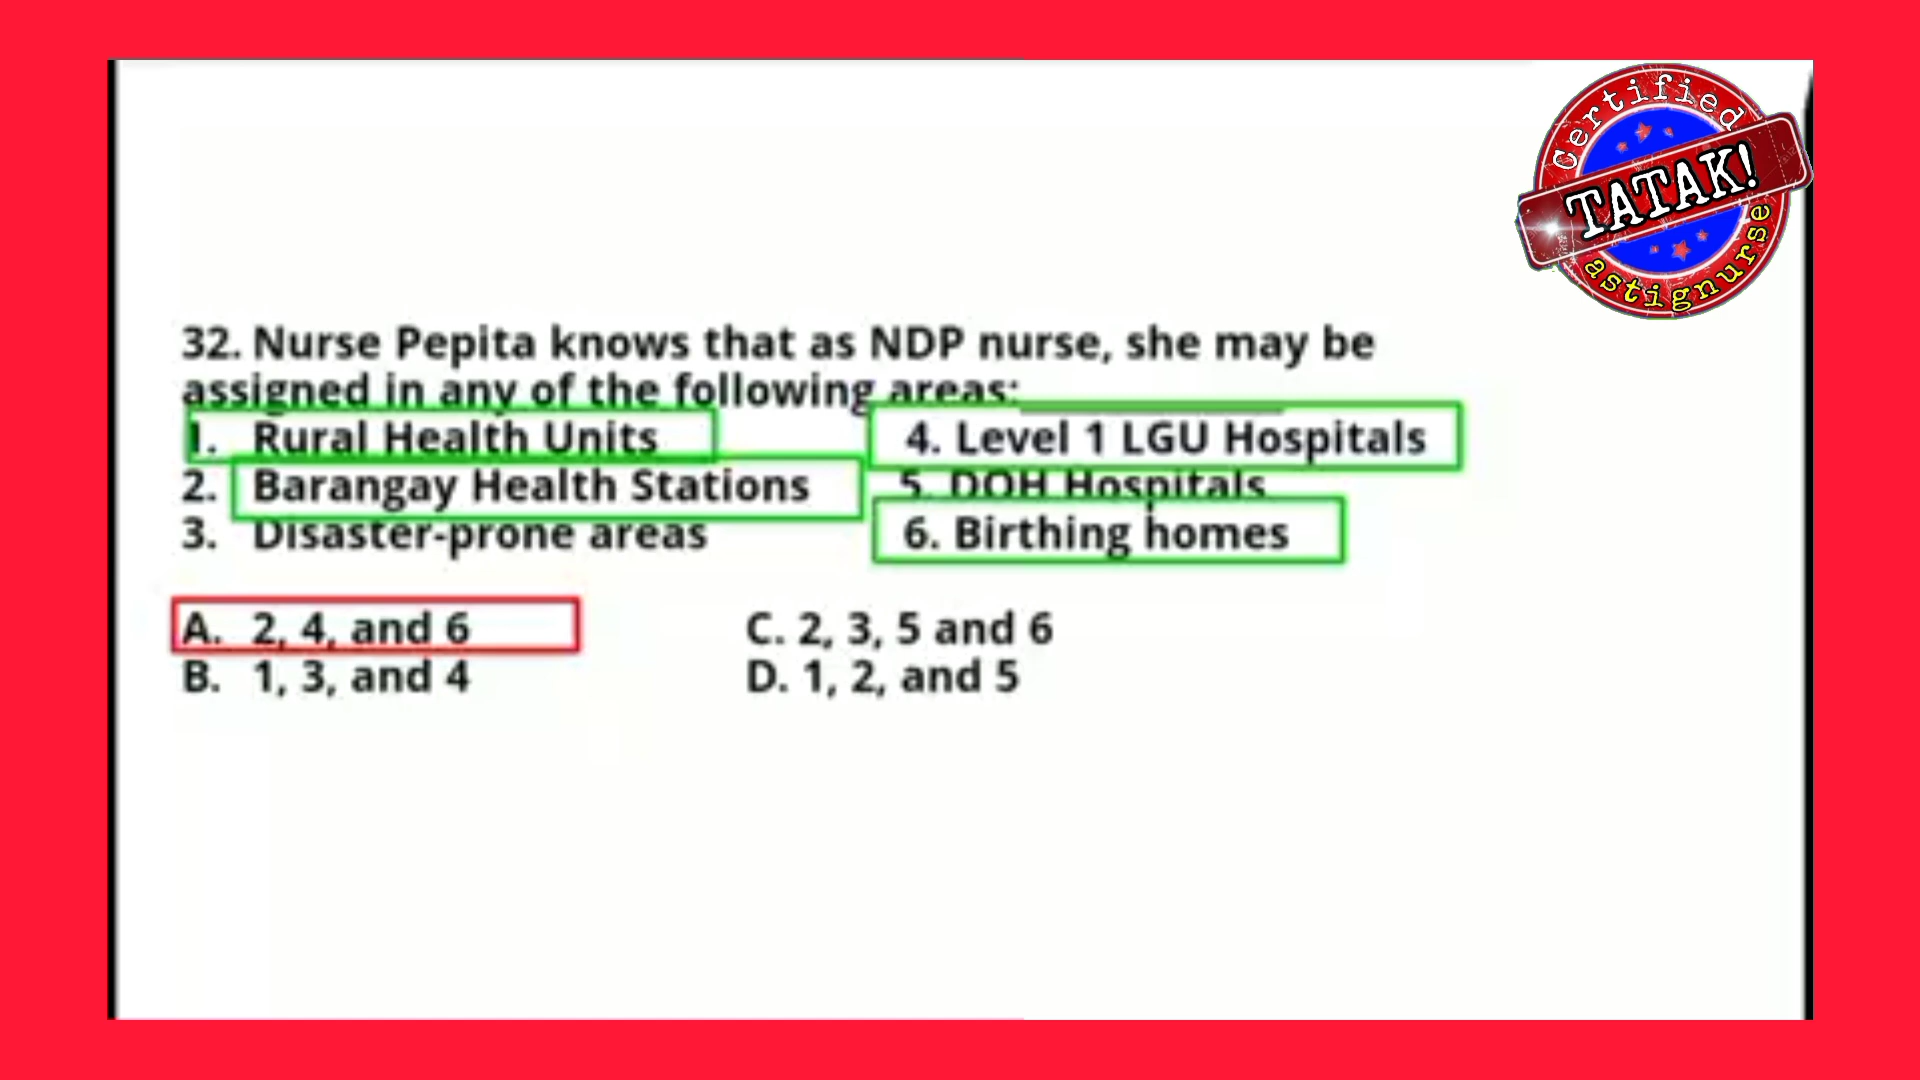 Certified
TATAK!
astignurse
32. Nurse Pepita knows that as NDP nurse, she may be
assigned in any of the following areas:__________
1. Rural Health Units 4. Level 1 LGU Hospitals
2. Barangay Health Stations 5. DOH Hospitals
3. Disaster-prone areas 6. Birthing homes
A. 2, 4, and 6 C. 2, 3, 5 and 6
B. 1, 3, and 4 D. 1, 2, and 5